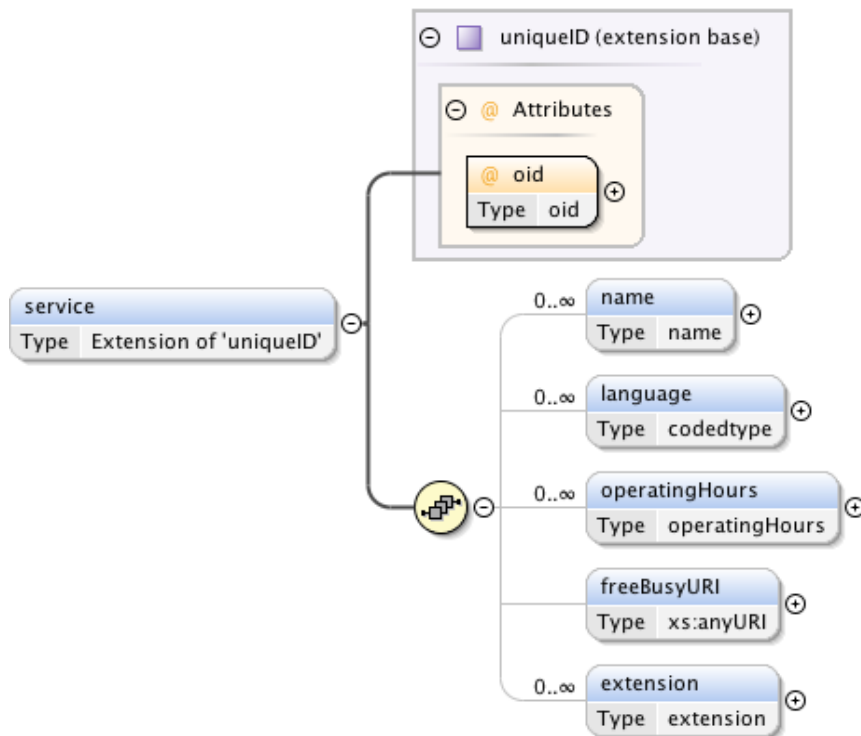 uniqueID (extension base)
@ Attributes
@ oid
Type oid
service
Type Extension of 'uniqueID'
0..∞ name
Type name
0..∞ language
Type codedtype
0..∞ operatingHours
Type operatingHours
freeBusyURI
Type xs:anyURI
0..∞ extension
Type extension